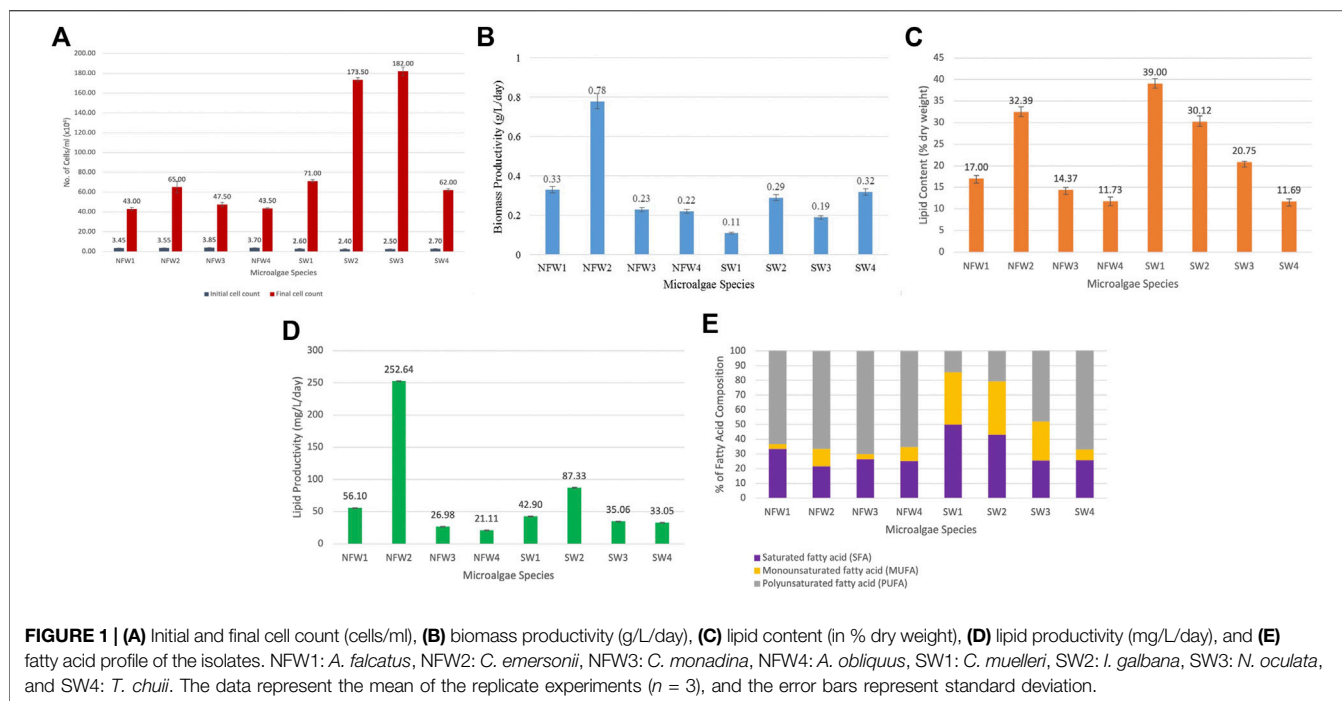 A
No. of Cells/ml (x10⁶)
200.00
180.00
160.00
140.00
120.00
100.00
80.00
60.00
40.00
20.00
0.00
3.45 43.00 3.55 65.00 3.85 47.50 3.70 43.50 2.60 71.00 2.40 173.50 2.50 182.00 2.70 62.00
NFW1 NFW2 NFW3 NFW4 SW1 SW2 SW3 SW4
Microalgae Species
Initial cell count Final cell count
B
Biomass Productivity (g/L/day)
1
0.8
0.6
0.4
0.2
0
0.33 0.78 0.23 0.22 0.11 0.29 0.19 0.32
NFW1 NFW2 NFW3 NFW4 SW1 SW2 SW3 SW4
Microalgae Species
C
Lipid Content (% dry weight)
45
40
35
30
25
20
15
10
5
0
17.00 32.39 14.37 11.73 39.00 30.12 20.75 11.69
NFW1 NFW2 NFW3 NFW4 SW1 SW2 SW3 SW4
Microalgae Species
D
Lipid Productivity (mg/L/day)
300
250
200
150
100
50
0
56.10 252.64 26.98 21.11 42.90 87.33 35.06 33.05
NFW1 NFW2 NFW3 NFW4 SW1 SW2 SW3 SW4
Microalgae Species
E
% of Fatty Acid Composition
100
90
80
70
60
50
40
30
20
10
0
NFW1 NFW2 NFW3 NFW4 SW1 SW2 SW3 SW4
Microalgae Species
Saturated fatty acid (SFA)
Monounsaturated fatty acid (MUFA)
Polyunsaturated fatty acid (PUFA)
FIGURE 1 | (A) Initial and final cell count (cells/ml), (B) biomass productivity (g/L/day), (C) lipid content (in % dry weight), (D) lipid productivity (mg/L/day), and (E)
fatty acid profile of the isolates. NFW1: A. falcatus, NFW2: C. emersonii, NFW3: C. monadina, NFW4: A. obliquus, SW1: C. muelleri, SW2: I. galbana, SW3: N. oculata,
and SW4: T. chuii. The data represent the mean of the replicate experiments (n = 3), and the error bars represent standard deviation.